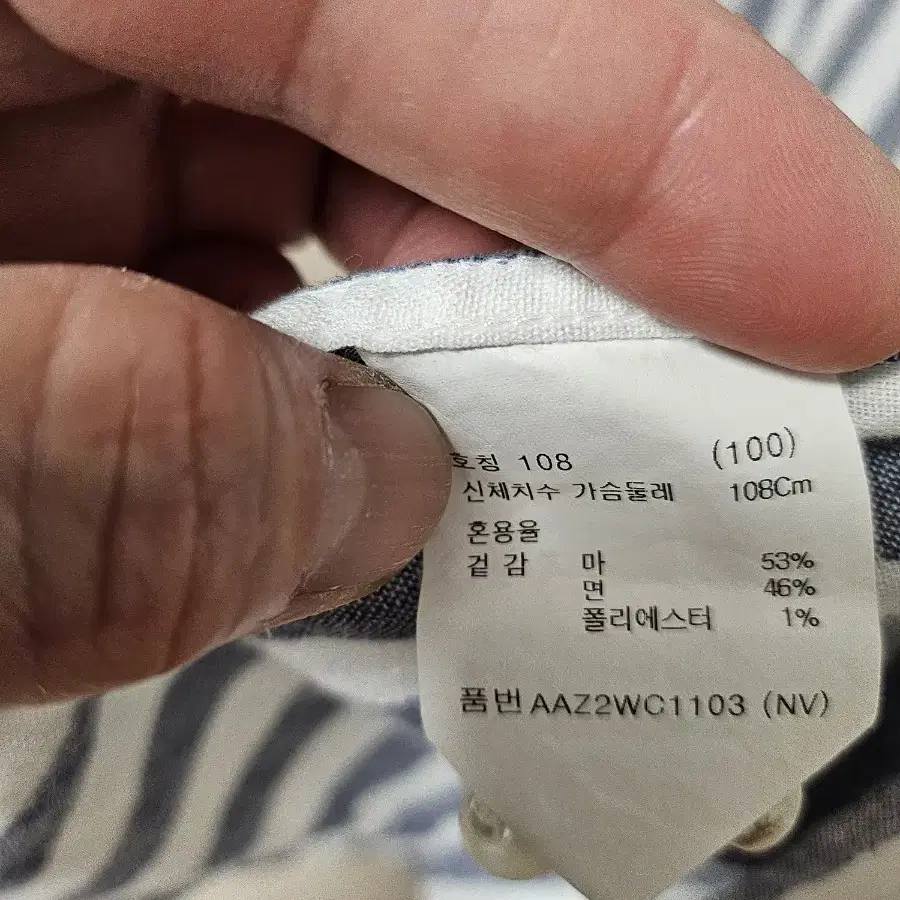 호칭 108 (100)
신체치수 가슴둘레 108Cm
혼용율
겉감 마 53%
면 46%
폴리에스터 1%
품번 AAZ2WC1103 (NV)